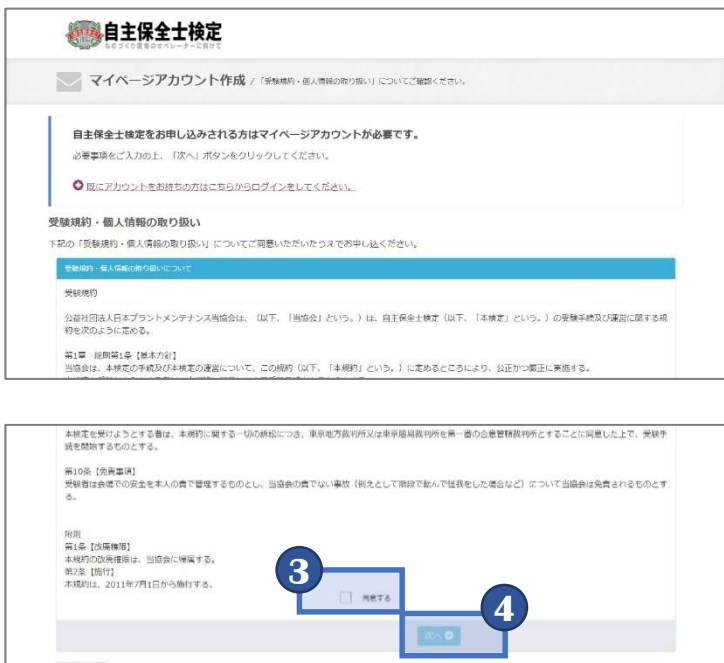 自主保全士検定
ものづくり現場のオペレーターに向けて
マイページアカウント作成 / 「受験規約・個人情報の取り扱い」についてご確認ください。
自主保全士検定をお申し込みされる方はマイページアカウントが必要です。
必要事項をご入力の上、「次へ」ボタンをクリックしてください。
既にアカウントをお持ちの方はこちらからログインをしてください。
受験規約・個人情報の取り扱い
下記の「受験規約・個人情報の取り扱い」についてご同意いただいたうえでお申し込ください。
受験規約・個人情報の取り扱いについて
受験規約
公益社団法人日本プラントメンテナンス協会は、（以下、「当協会」という。）は、自主保全士検定（以下、「本検定」という。）の受験手続及び運営に関する規
約を次のように定める。
第1章 総則第1条【基本方針】
当協会は、本検定の手続及び本検定の運営について、この規約（以下、「本規約」という。）に定めるところにより、公正かつ厳正に実施する。
本検定を受けようとする者は、本規約に関する一切の訴訟につき、東京地方裁判所又は東京簡易裁判所を第一審の合意管轄裁判所とすることに同意した上で、受験手
続を開始するものとする。
第10条【免責事項】
受験者は会場での安全を本人の責で管理するものとし、当協会の責でない事故（例えとして階段で転んで怪我をした場合など）について当協会は免責されるものとす
る。
附則
第1条【改廃権限】
本規約の改廃権限は、当協会に帰属する。
第2条【施行】
本規約は、2011年7月1日から施行する。
3
同意する
4
次へ